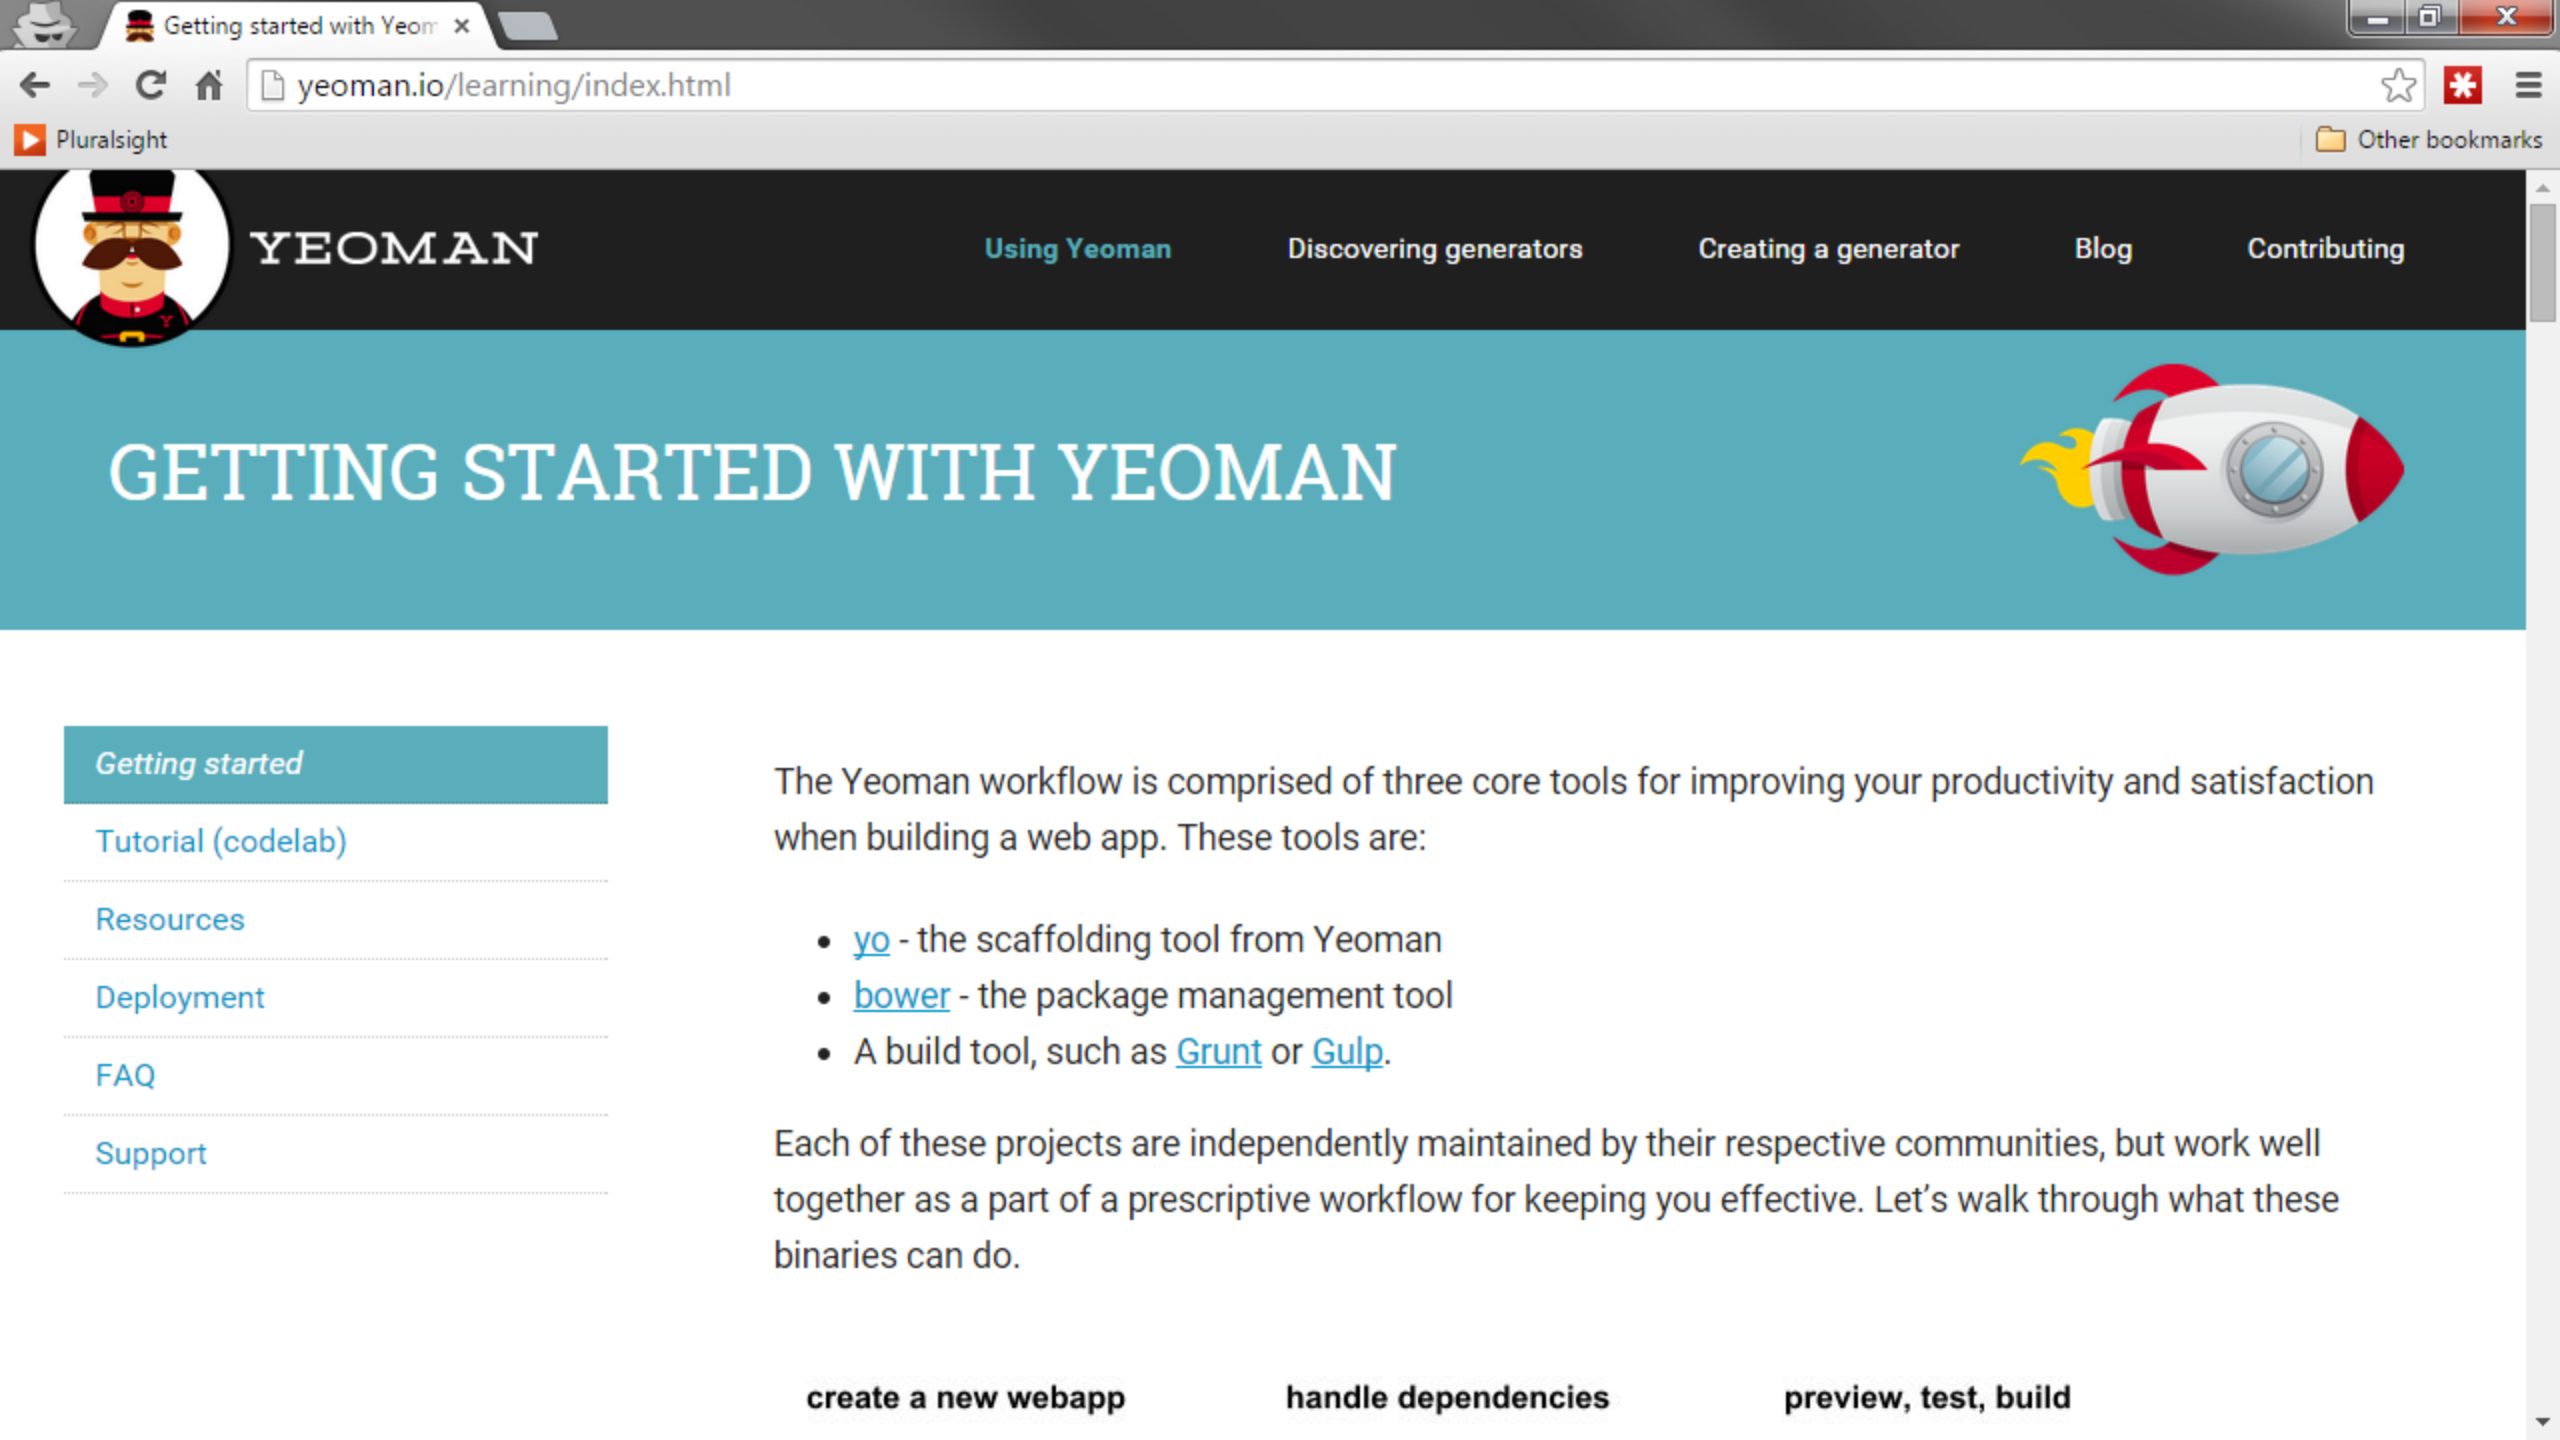 Getting started with Yeom
yeoman.io/learning/index.html
Pluralsight
Other bookmarks
YEOMAN
Using Yeoman
Discovering generators
Creating a generator
Blog
Contributing
GETTING STARTED WITH YEOMAN
Getting started
Tutorial (codelab)
Resources
Deployment
FAQ
Support
The Yeoman workflow is comprised of three core tools for improving your productivity and satisfaction
when building a web app. These tools are:
• yo - the scaffolding tool from Yeoman
• bower - the package management tool
• A build tool, such as Grunt or Gulp.
Each of these projects are independently maintained by their respective communities, but work well
together as a part of a prescriptive workflow for keeping you effective. Let’s walk through what these
binaries can do.
create a new webapp
handle dependencies
preview, test, build